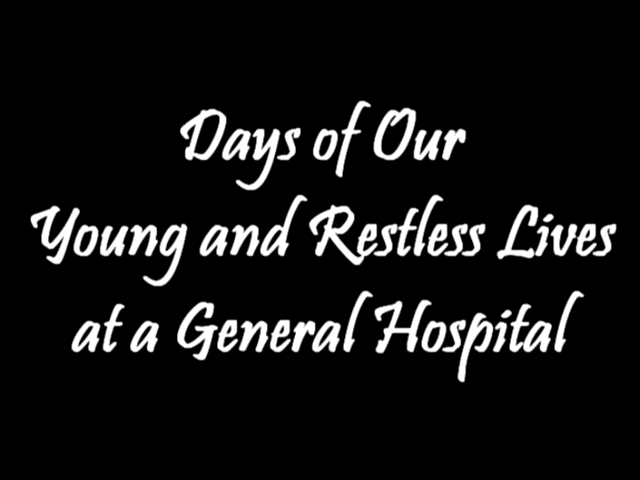 Days of Our
Young and Restless Lives
at a General Hospital